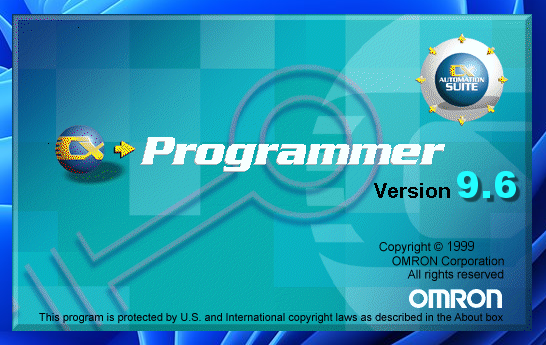 CX
AUTOMATION
SUITE
CX Programmer
Version 9.6
Copyright © 1999
OMRON Corporation
All rights reserved
OMRON
This program is protected by U.S. and International copyright laws as described in the About box